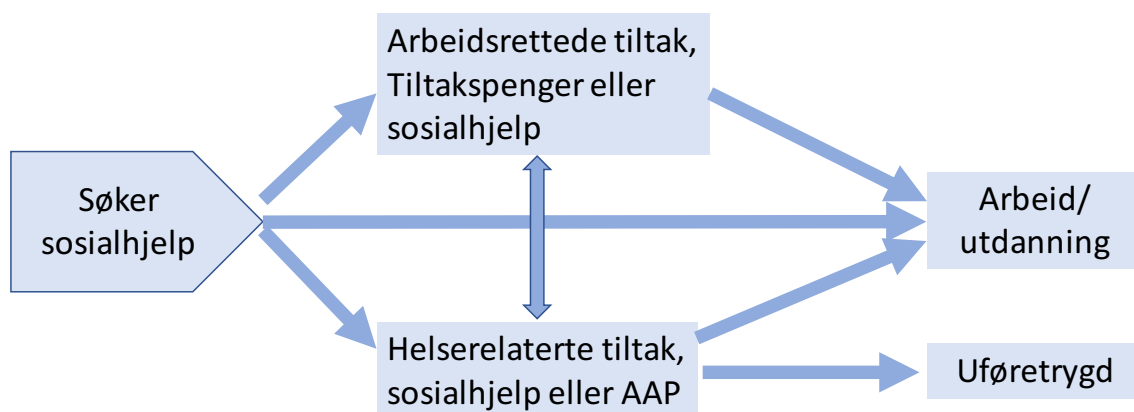 Arbeidsrettede tiltak,
Tiltakspenger eller
sosialhjelp
Søker
sosialhjelp
Arbeid/
utdanning
Helserelaterte tiltak,
sosialhjelp eller AAP
Uføretrygd